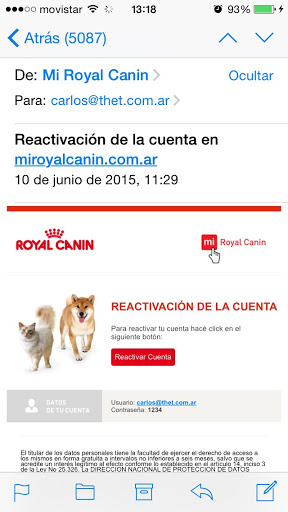 movistar 13:18 93%
Atrás (5087)
De: Mi Royal Canin Ocultar
Para: carlos@thet.com.ar
Reactivación de la cuenta en
miroyalcanin.com.ar
10 de junio de 2015, 11:29
ROYAL CANIN mi Royal Canin
REACTIVACIÓN DE LA CUENTA
Para reactivar tu cuenta hacé click en el
siguiente botón:
Reactivar Cuenta
DATOS
DE TU CUENTA
Usuario: carlos@thet.com.ar
Contraseña: 1234
El titular de los datos personales tiene la facultad de ejercer el derecho de acceso a
los mismos en forma gratuita a intervalos no inferiores a seis meses, salvo que se
acredite un interés legítimo al efecto conforme lo establecido en el artículo 14, inciso 3
de la Ley No 25.326. La DIRECCION NACIONAL DE PROTECCION DE DATOS